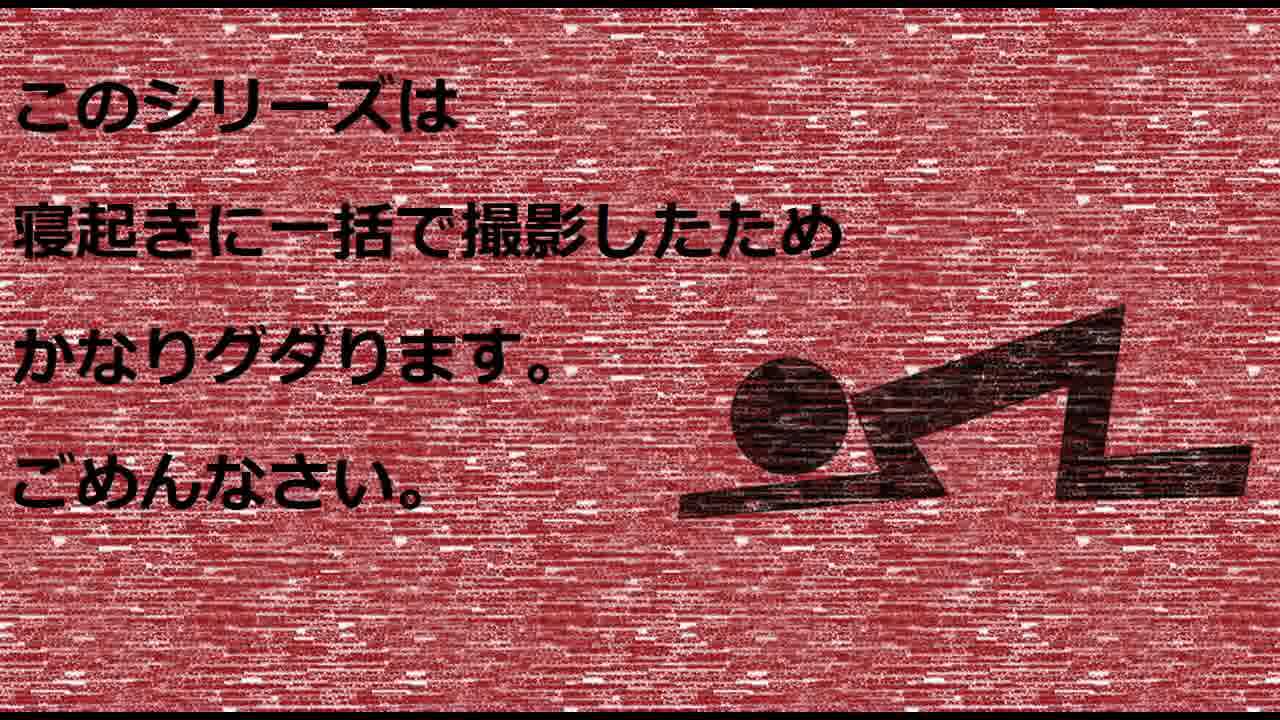 このシリーズは
寝起きに一括で撮影したため
かなりグダります。
ごめんなさい。